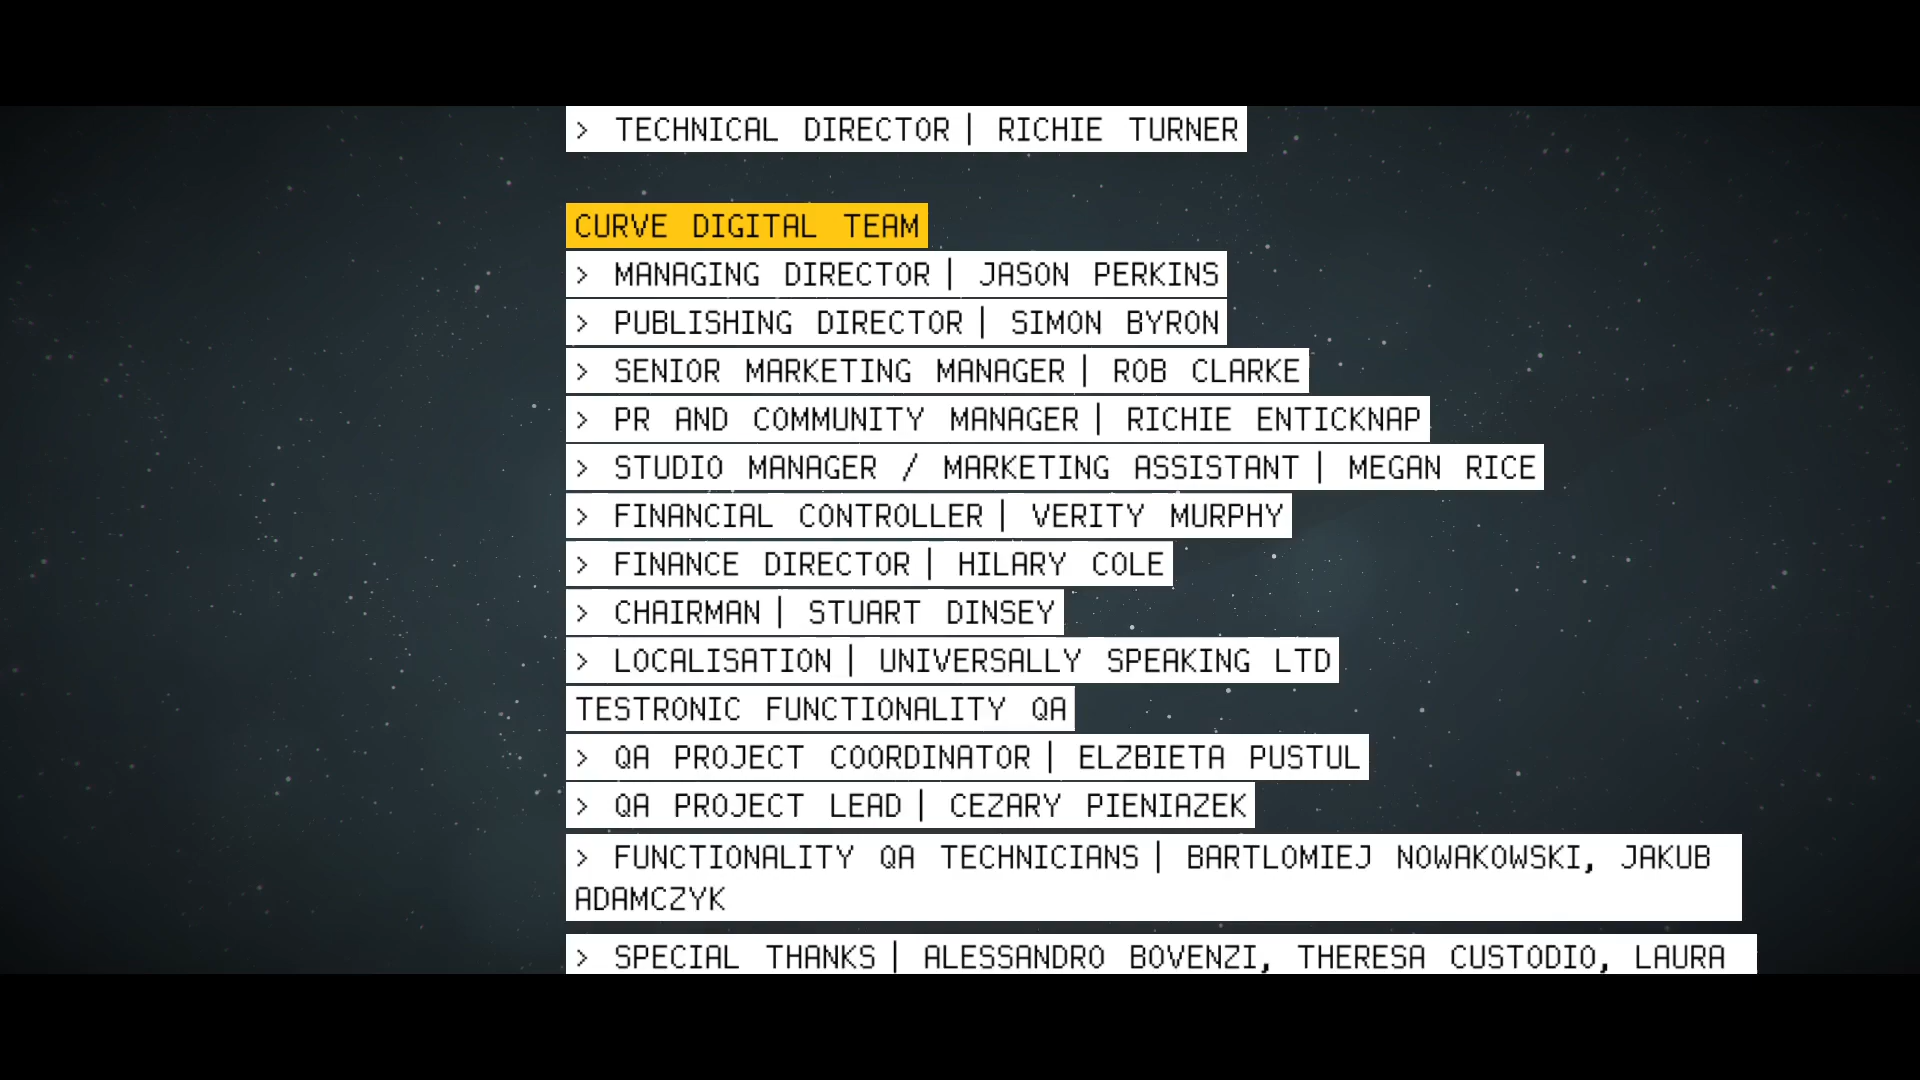 > TECHNICAL DIRECTOR | RICHIE TURNER
CURVE DIGITAL TEAM
> MANAGING DIRECTOR | JASON PERKINS
> PUBLISHING DIRECTOR | SIMON BYRON
> SENIOR MARKETING MANAGER | ROB CLARKE
> PR AND COMMUNITY MANAGER | RICHIE ENTICKNAP
> STUDIO MANAGER / MARKETING ASSISTANT | MEGAN RICE
> FINANCIAL CONTROLLER | VERITY MURPHY
> FINANCE DIRECTOR | HILARY COLE
> CHAIRMAN | STUART DINSEY
> LOCALISATION | UNIVERSALLY SPEAKING LTD
TESTRONIC FUNCTIONALITY QA
> QA PROJECT COORDINATOR | ELZBIETA PUSTUL
> QA PROJECT LEAD | CEZARY PIENIAZEK
> FUNCTIONALITY QA TECHNICIANS | BARTLOMIEJ NOWAKOWSKI, JAKUB
ADAMCZYK
> SPECIAL THANKS | ALESSANDRO BOVENZI, THERESA CUSTODIO, LAURA